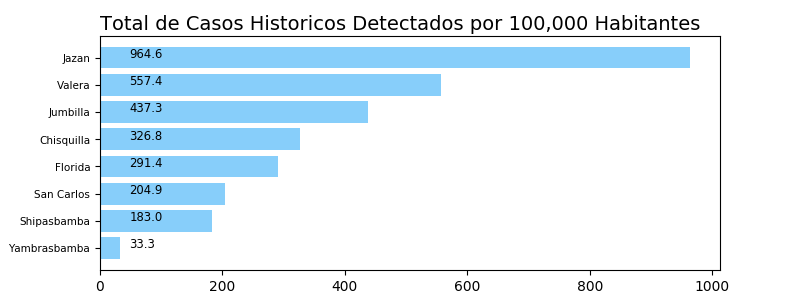 Total de Casos Historicos Detectados por 100,000 Habitantes
Jazan 964.6
Valera 557.4
Jumbilla 437.3
Chisquilla 326.8
Florida 291.4
San Carlos 204.9
Shipasbamba 183.0
Yambrasbamba 33.3
0 200 400 600 800 1000